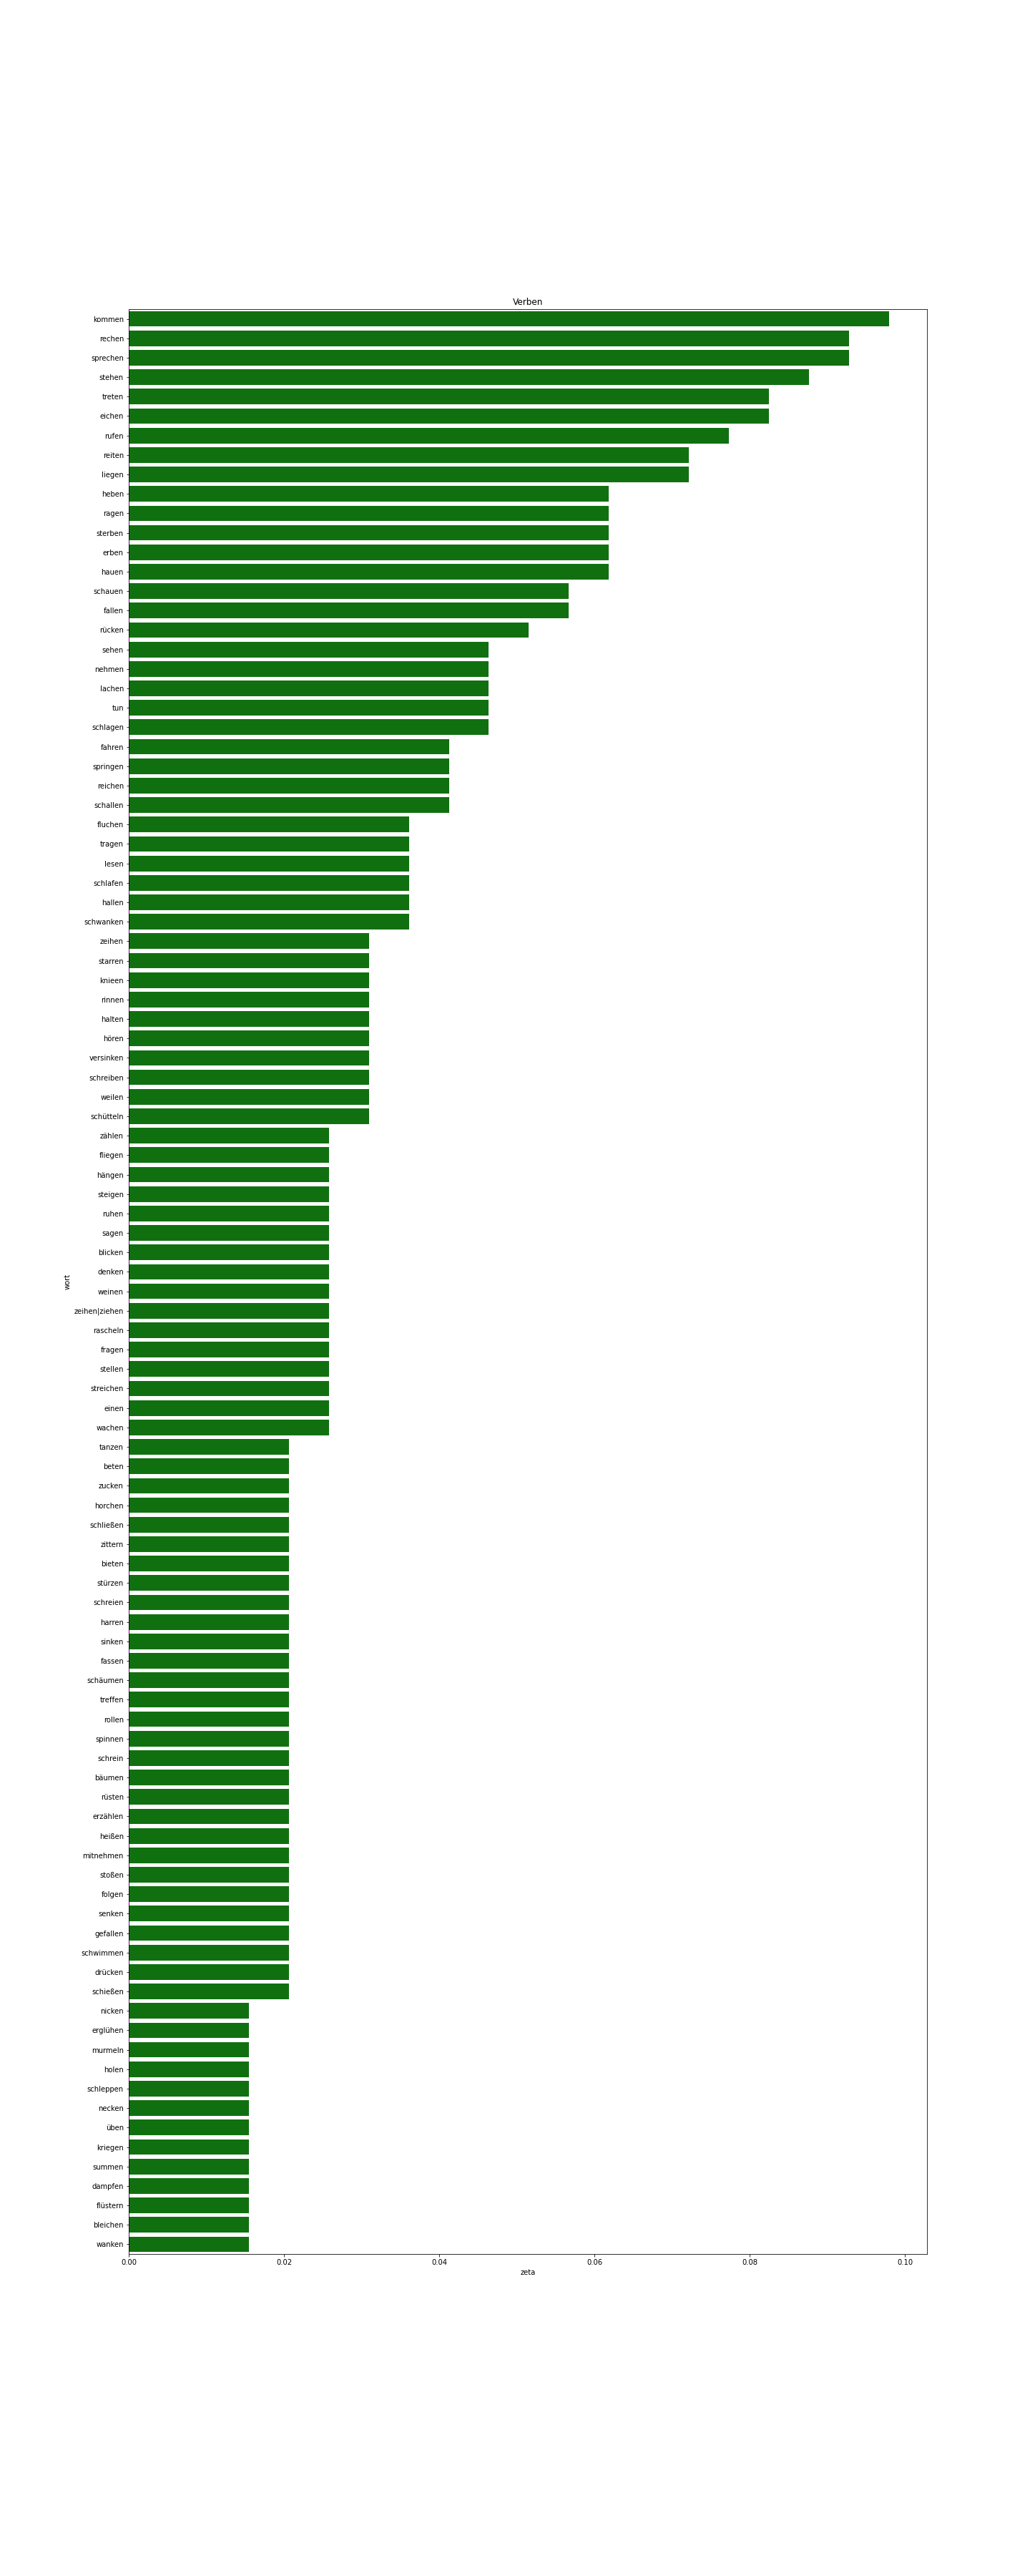 Verben
kommen
rechen
sprechen
stehen
treten
eichen
rufen
reiten
liegen
heben
ragen
sterben
erben
hauen
schauen
fallen
rücken
sehen
nehmen
lachen
tun
schlagen
fahren
springen
reichen
schallen
fluchen
tragen
lesen
schlafen
hallen
schwanken
zeihen
starren
knieen
rinnen
halten
hören
versinken
schreiben
weilen
schütteln
zählen
fliegen
hängen
steigen
ruhen
sagen
blicken
denken
wort
weinen
zeihen|ziehen
rascheln
fragen
stellen
streichen
einen
wachen
tanzen
beten
zucken
horchen
schließen
zittern
bieten
stürzen
schreien
harren
sinken
fassen
schäumen
treffen
rollen
spinnen
schrein
bäumen
rüsten
erzählen
heißen
mitnehmen
stoßen
folgen
senken
gefallen
schwimmen
drücken
schießen
nicken
erglühen
murmeln
holen
schleppen
necken
üben
kriegen
summen
dampfen
flüstern
bleichen
wanken
0.00 0.02 0.04 0.06 0.08 0.10
zeta